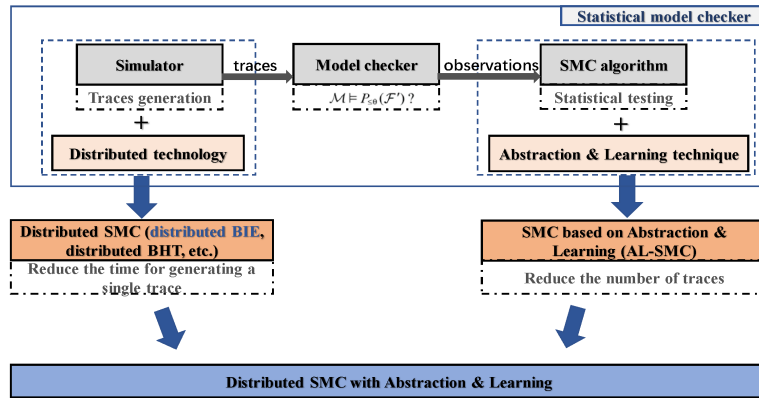 Statistical model checker
Simulator
traces
Model checker
observations
SMC algorithm
Traces generation
ℳ ⊨ P≤θ(ℱ) ?
Statistical testing
+
+
Distributed technology
Abstraction & Learning technique
Distributed SMC (distributed BIE,
distributed BHT, etc.)
SMC based on Abstraction &
Learning (AL-SMC)
Reduce the time for generating a
single trace
Reduce the number of traces
Distributed SMC with Abstraction & Learning